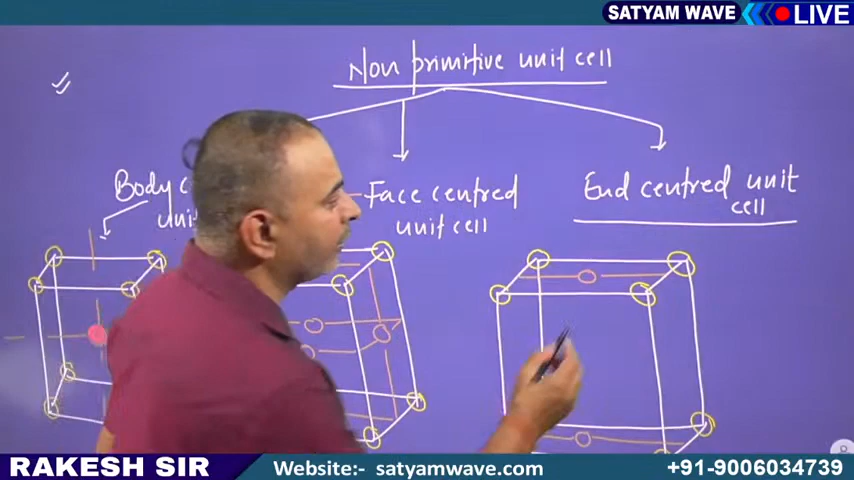 SATYAM WAVE LIVE
Non primitive unit cell
Body
Face centred
unit cell
End centred unit
cell
RAKESH SIR
Website:- satyamwave.com
+91-9006034739